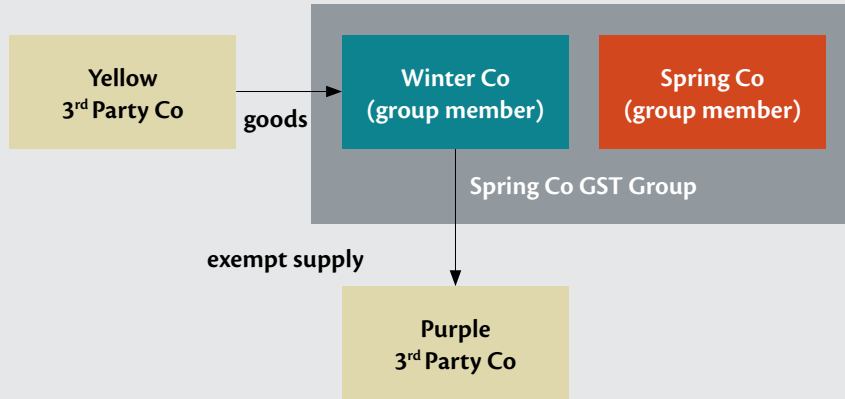 Yellow
3rd Party Co
goods
Winter Co
(group member)
Spring Co
(group member)
Spring Co GST Group
exempt supply
Purple
3rd Party Co